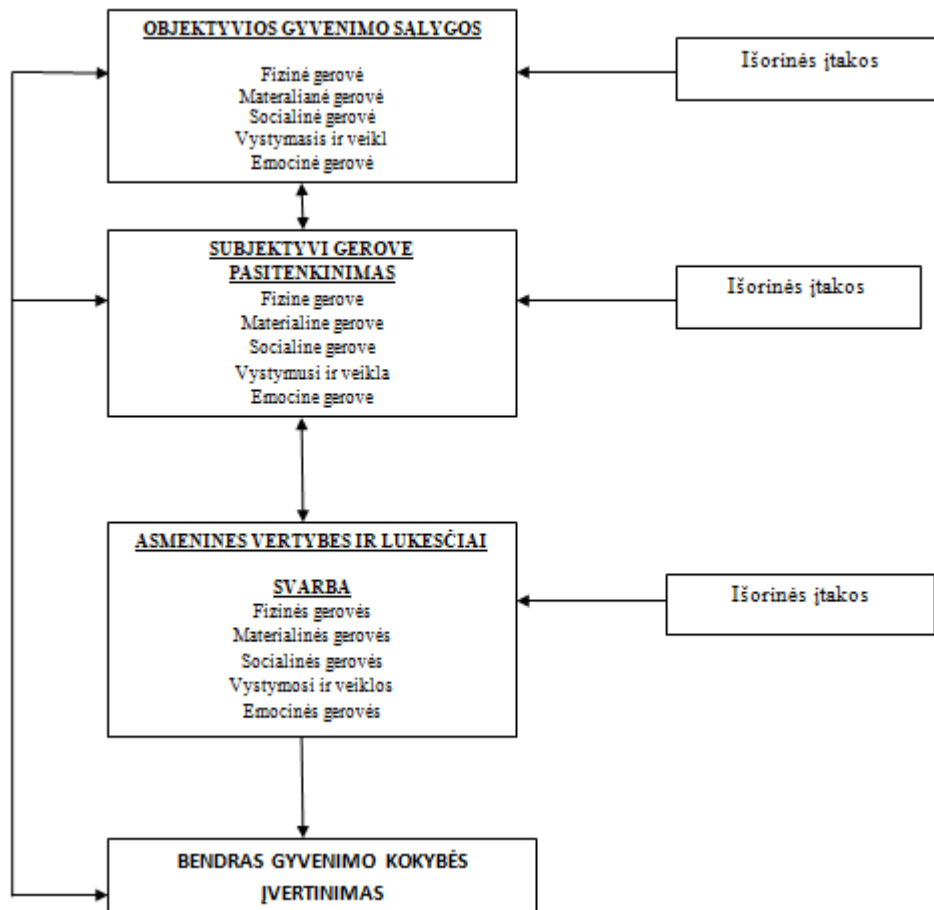 OBJEKTYVIOS GYVENIMO SALYGOS
Fizinė gerovė
Materalianė gerovė
Socialinė gerovė
Vystymasis ir veikl
Emocinė gerovė
Išorinės įtakos
SUBJEKTYVI GEROVE
PASITENKINIMAS
Fizine gerove
Materialine gerove
Socialine gerove
Vystymusi ir veikla
Emocine gerove
Išorinės įtakos
ASMENINES VERTYBES IR LUKESČIAI
SVARBA
Fizinės gerovės
Materialinės gerovės
Socialinės gerovės
Vystymosi ir veiklos
Emocinės gerovės
Išorinės įtakos
BENDRAS GYVENIMO KOKYBĖS
ĮVERTINIMAS